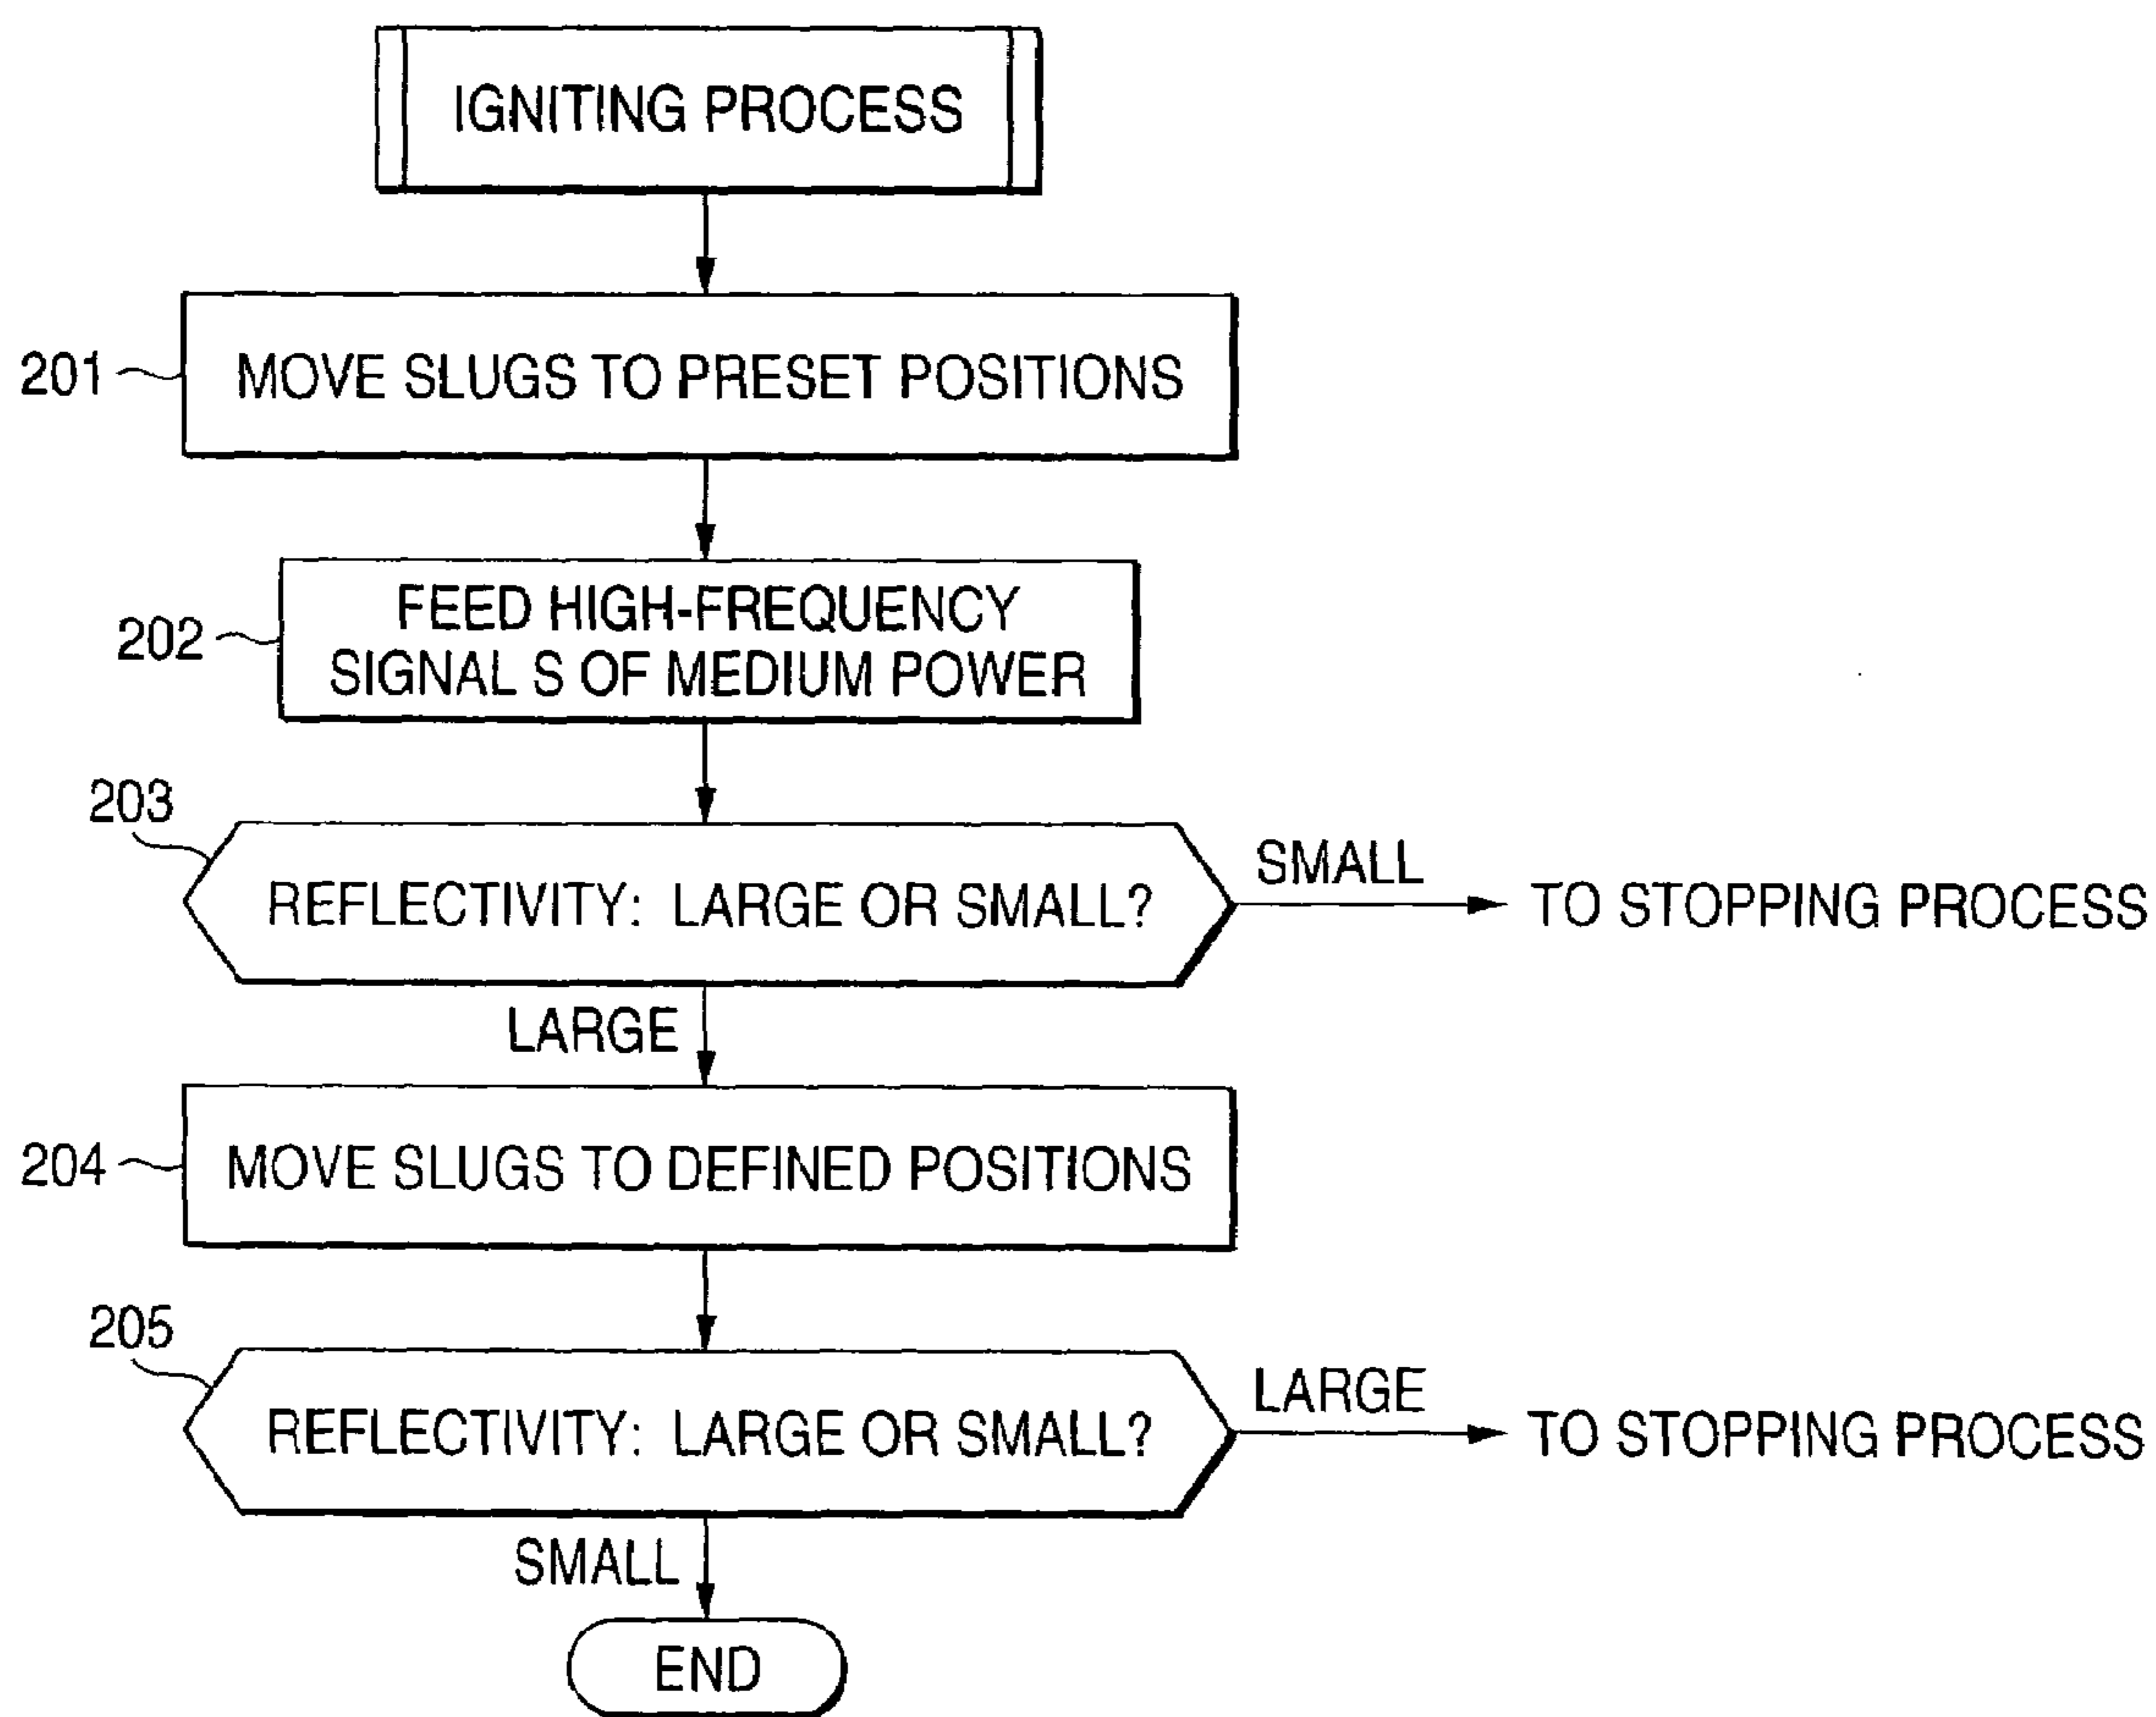 IGNITING PROCESS
201
MOVE SLUGS TO PRESET POSITIONS
202
FEED HIGH-FREQUENCY
SIGNAL S OF MEDIUM POWER
203
REFLECTIVITY: LARGE OR SMALL?
SMALL
TO STOPPING PROCESS
LARGE
204
MOVE SLUGS TO DEFINED POSITIONS
205
REFLECTIVITY: LARGE OR SMALL?
LARGE
TO STOPPING PROCESS
SMALL
END